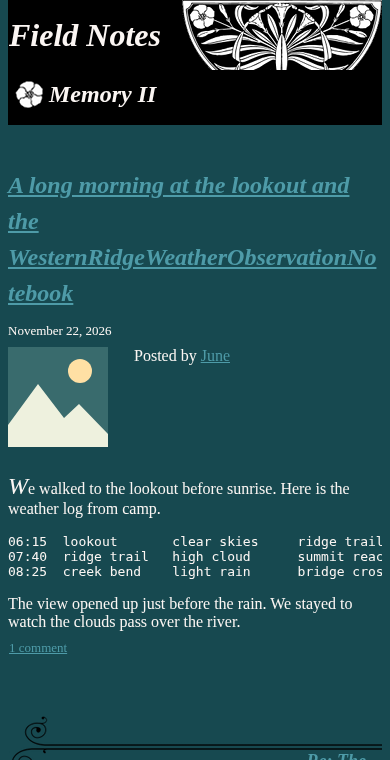 Field Notes
Memory II
A long morning at the lookout and
the
WesternRidgeWeatherObservationNo
tebook
November 22, 2026
Posted by June
We walked to the lookout before sunrise. Here is the
weather log from camp.
06:15  lookout       clear skies     ridge trail
07:40  ridge trail   high cloud      summit reac
08:25  creek bend    light rain      bridge cros
The view opened up just before the rain. We stayed to
watch the clouds pass over the river.
1 comment
Re: The